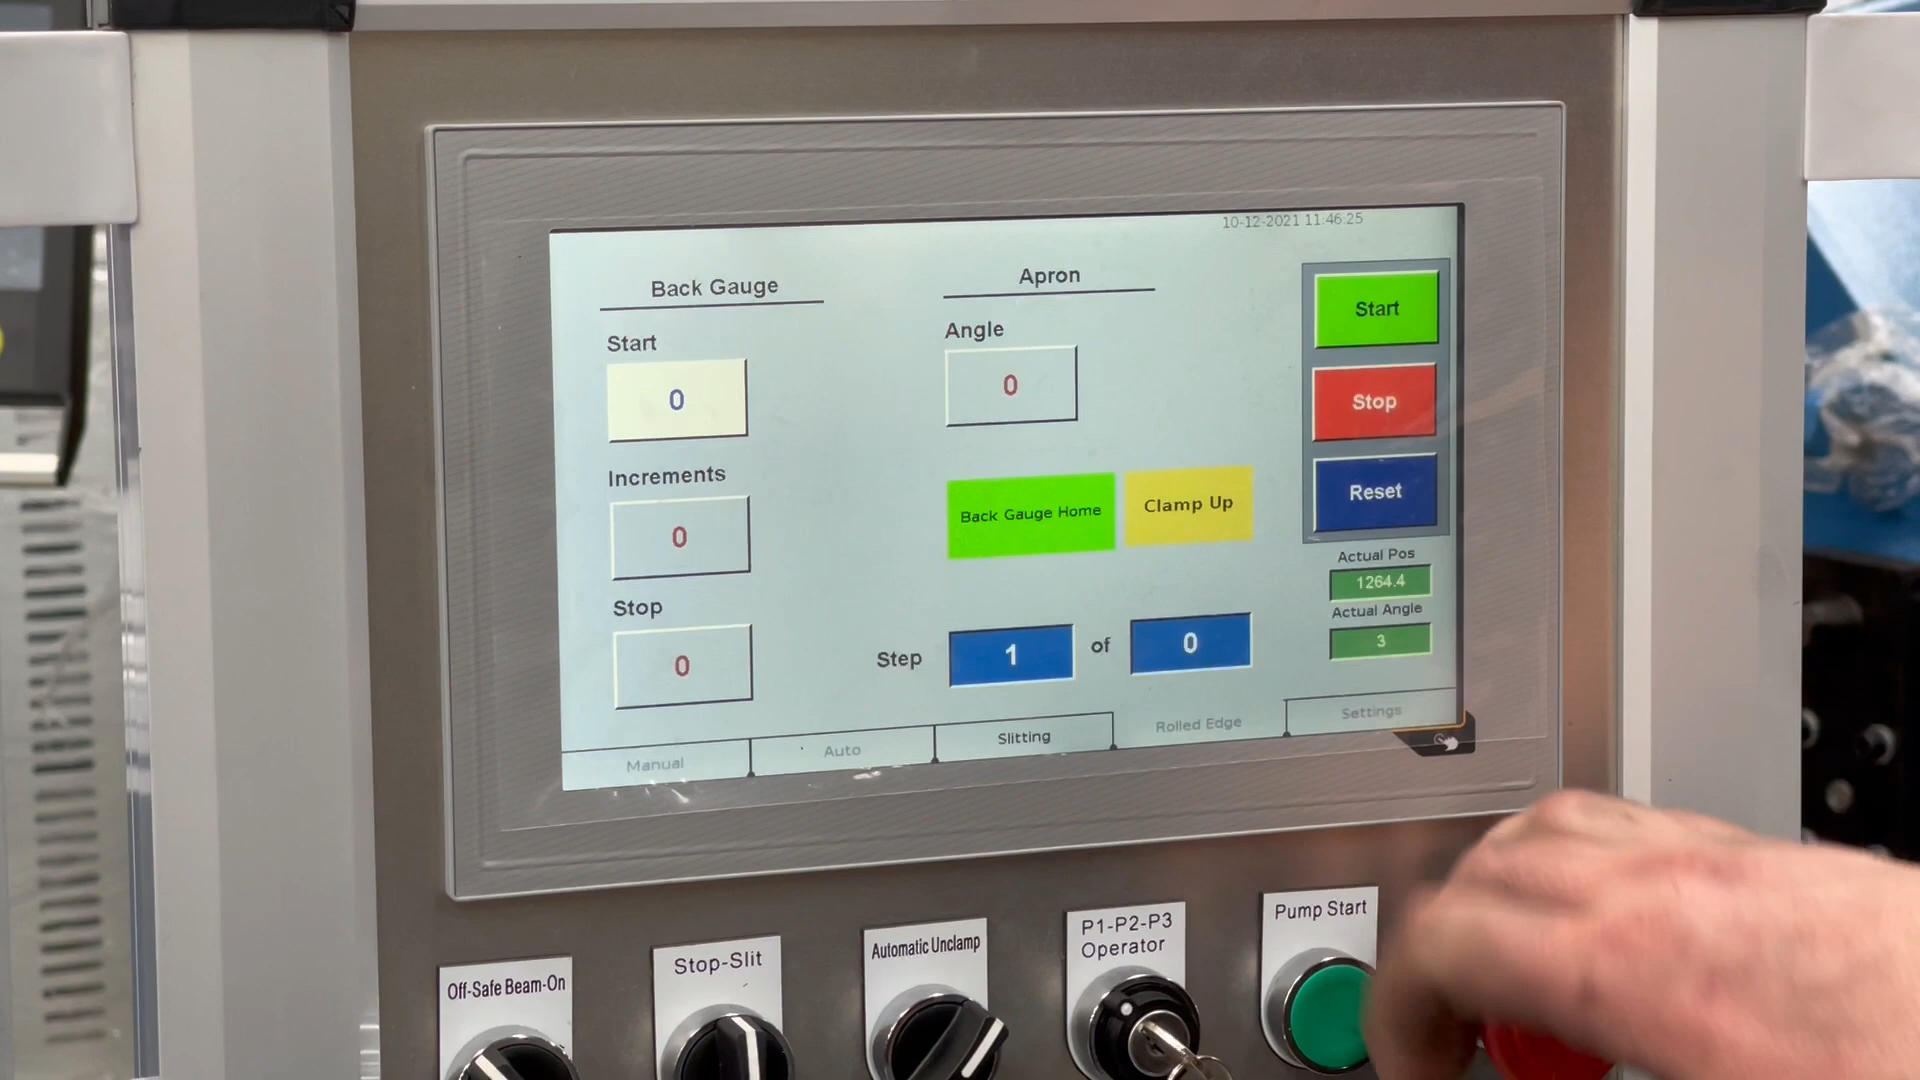 10-12-2021 11:46:25
Back Gauge
Apron
Start
0
Angle
0
Start
Stop
Reset
Increments
0
Back Gauge Home
Clamp Up
Actual Pos
1264.4
Actual Angle
3
Stop
0
Step
1
of
0
Manual
Auto
Slitting
Rolled Edge
Settings
Off-Safe Beam-On
Stop-Slit
Automatic Unclamp
P1-P2-P3
Operator
Pump Start